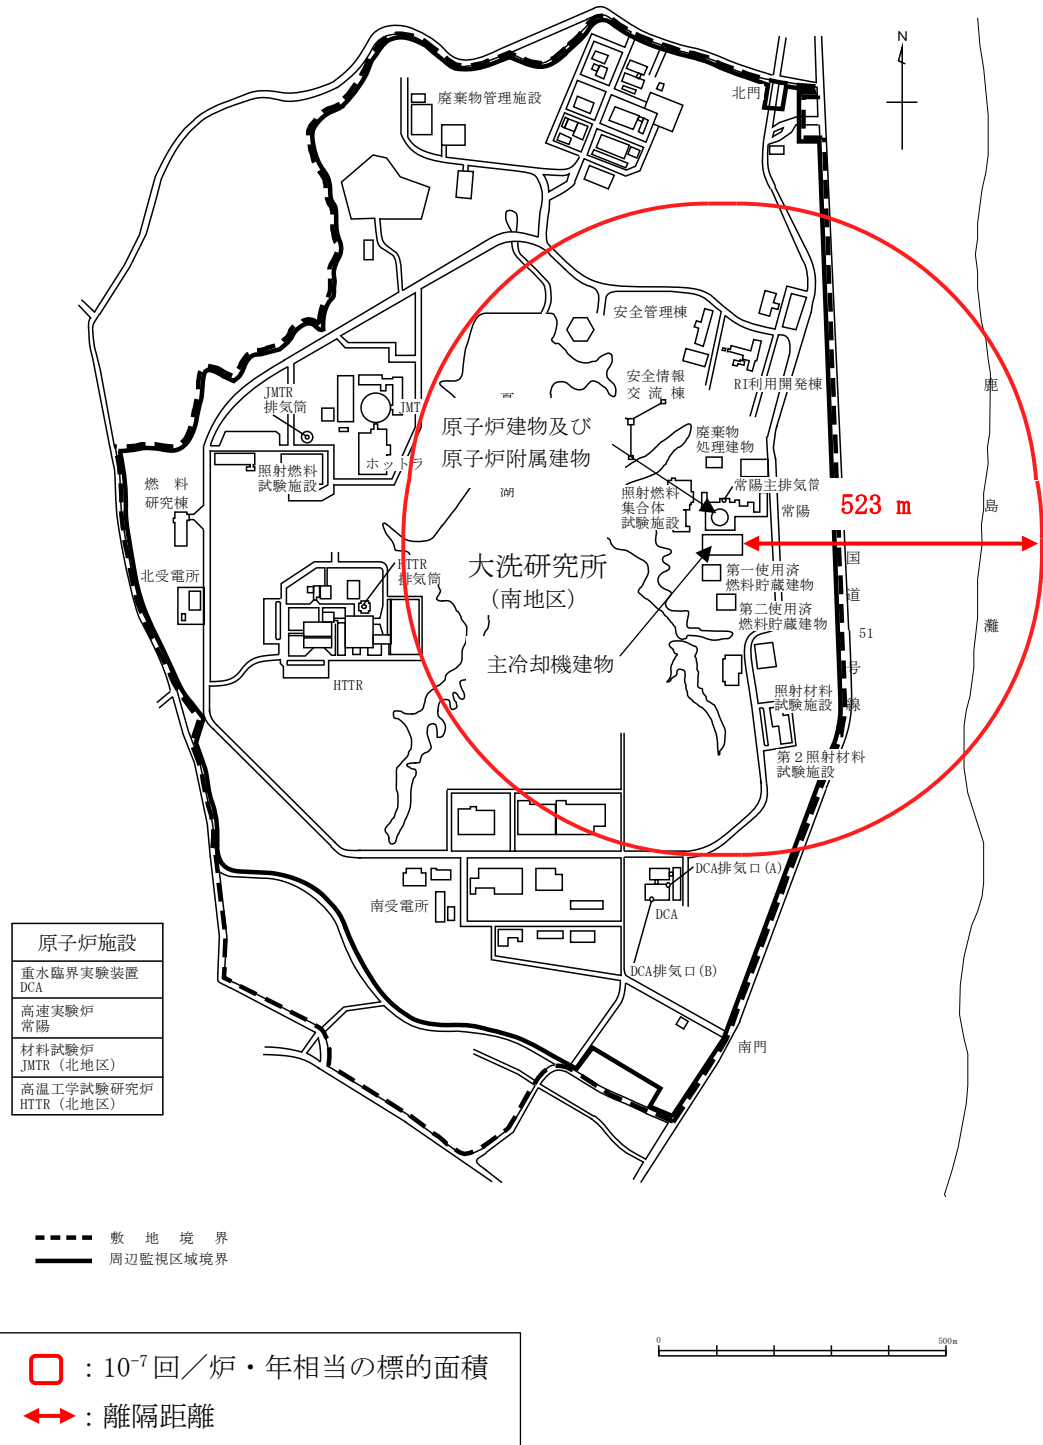 N
北門
廃棄物管理施設
安全管理棟
安全情報
交 流 棟
RI利用開発棟
鹿
島
灘
JMTR
排気筒
JMT
夏
湖
原子炉建物及び
原子炉附属建物
廃棄物
処理建物
ホットラ
照射燃料
試験施設
燃 料
研究棟
照射燃料
集合体
試験施設
常陽主排気筒
常陽
523 m
北受電所
HTTR
排気筒
大洗研究所
(南地区)
第一使用済
燃料貯蔵建物
第二使用済
燃料貯蔵建物
国
道
51
号
線
主冷却機建物
HTTR
照射材料
試験施設
第2照射材料
試験施設
DCA排気口(A)
DCA
南受電所
DCA排気口(B)
南門
原子炉施設
重水臨界実験装置
DCA
高速実験炉
常陽
材料試験炉
JMTR (北地区)
高温工学試験研究炉
HTTR (北地区)
敷 地 境 界
周辺監視区域境界
0
500m
: 10⁻⁷回／炉・年相当の標的面積
: 離隔距離